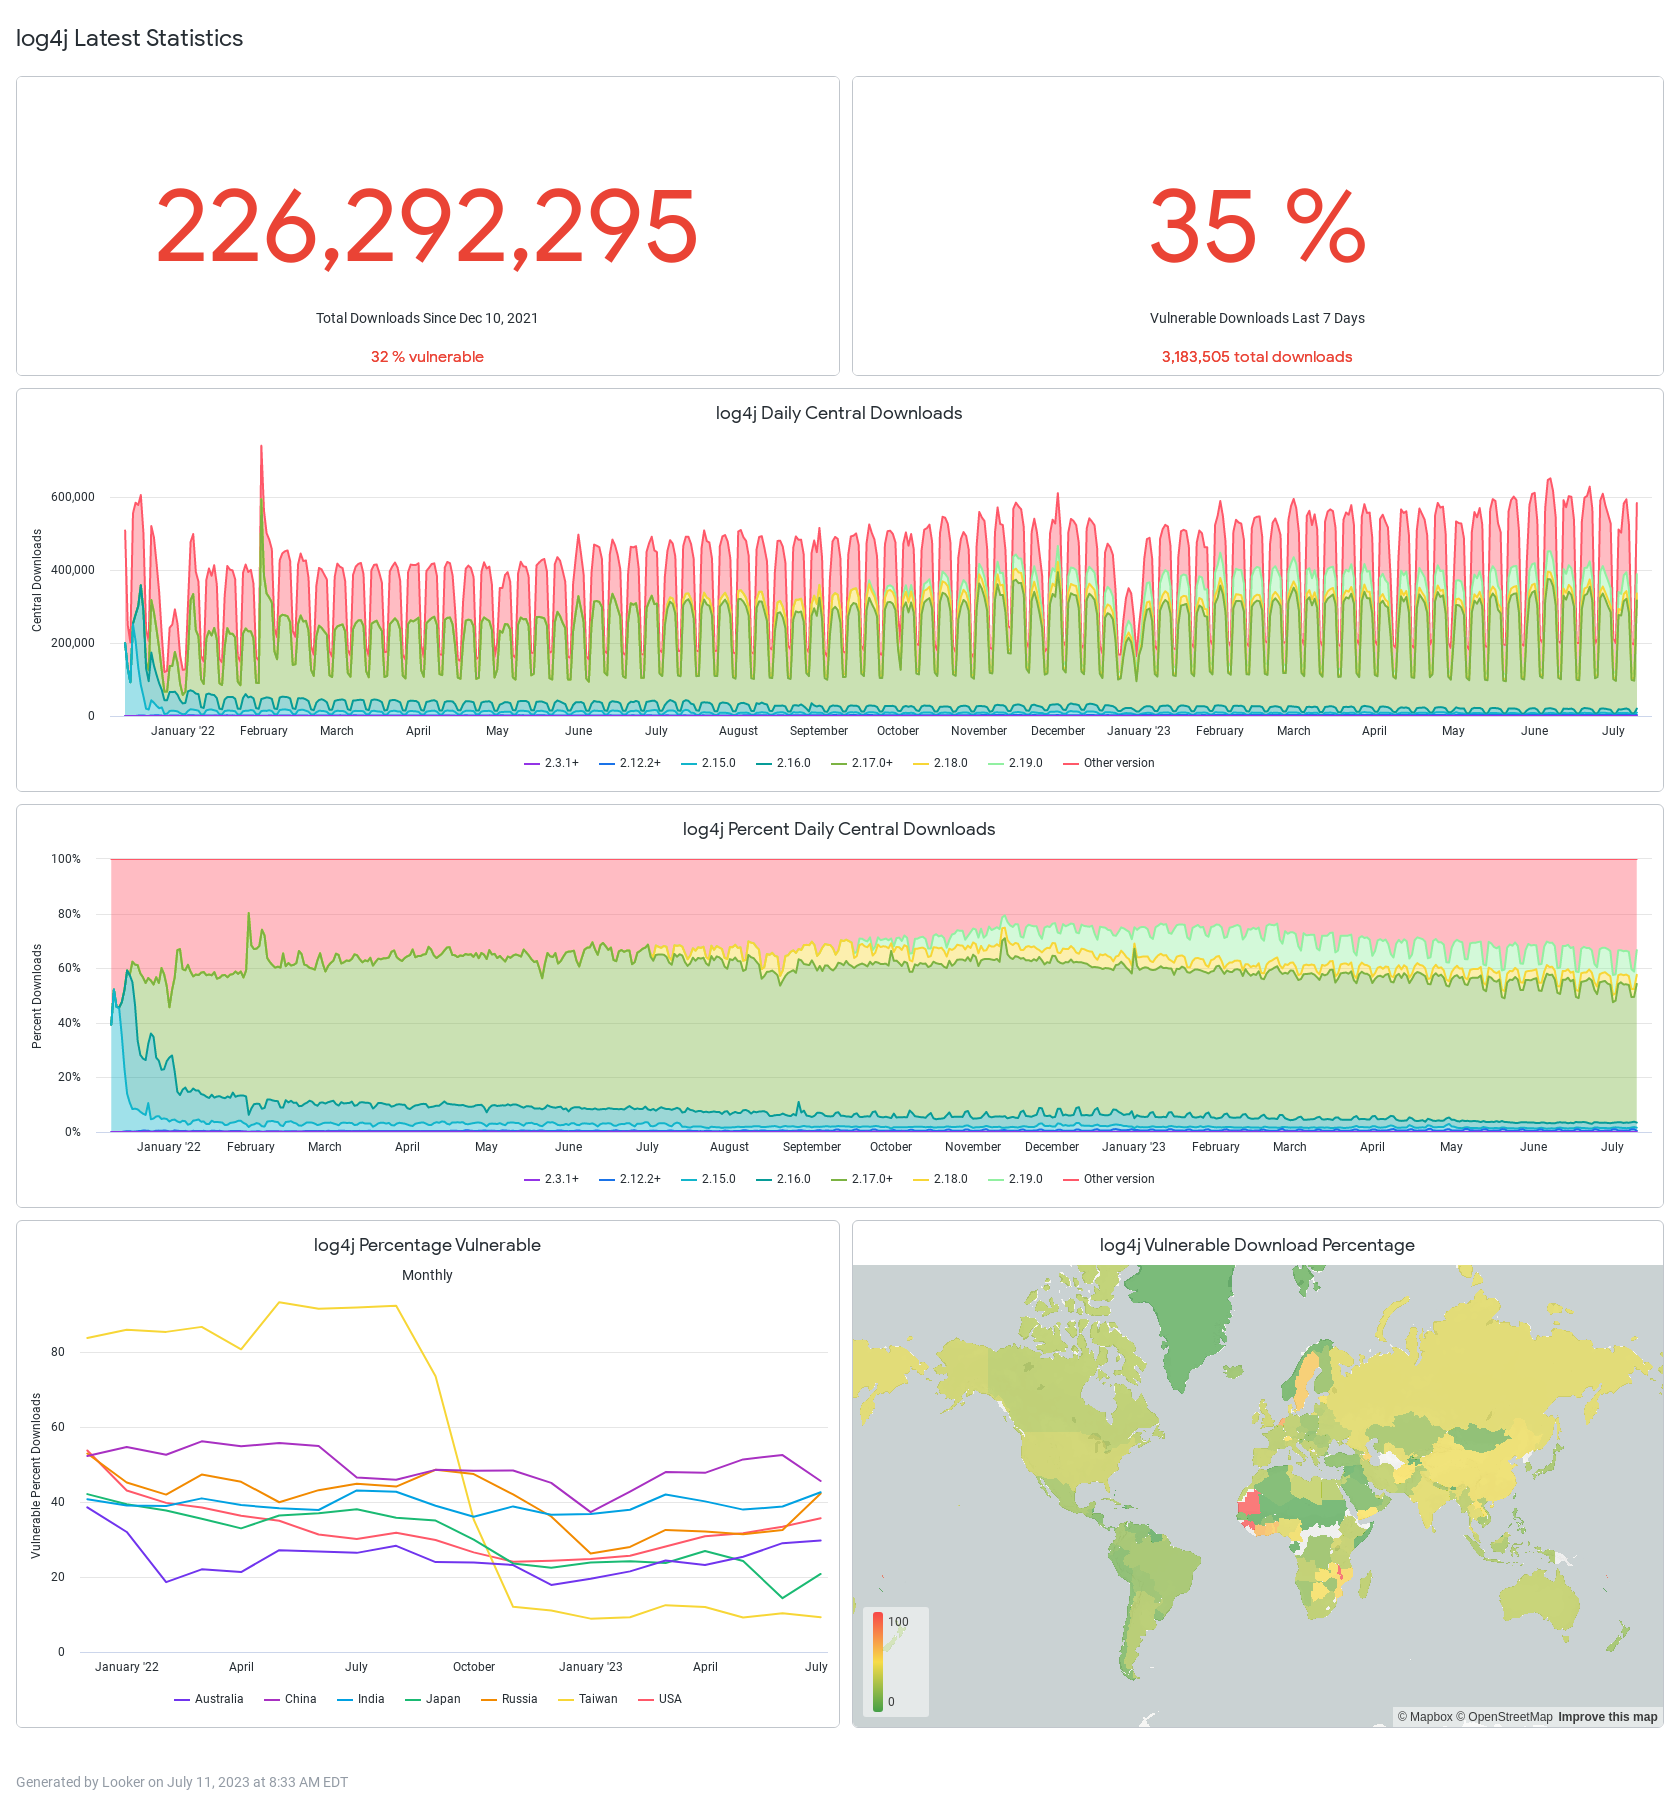 log4j Latest Statistics
226,292,295
Total Downloads Since Dec 10, 2021
32 % vulnerable
35 %
Vulnerable Downloads Last 7 Days
3,183,505 total downloads
log4j Daily Central Downloads
Central Downloads
600,000
400,000
200,000
0
January '22 February March April May June July August September October November December January '23 February March April May June July
2.3.1+ 2.12.2+ 2.15.0 2.16.0 2.17.0+ 2.18.0 2.19.0 Other version
log4j Percent Daily Central Downloads
Percent Downloads
100%
80%
60%
40%
20%
0%
January '22 February March April May June July August September October November December January '23 February March April May June July
2.3.1+ 2.12.2+ 2.15.0 2.16.0 2.17.0+ 2.18.0 2.19.0 Other version
log4j Percentage Vulnerable
Monthly
Vulnerable Percent Downloads
80
60
40
20
0
January '22 April July October January '23 April July
Australia China India Japan Russia Taiwan USA
log4j Vulnerable Download Percentage
100
0
© Mapbox © OpenStreetMap Improve this map
Generated by Looker on July 11, 2023 at 8:33 AM EDT